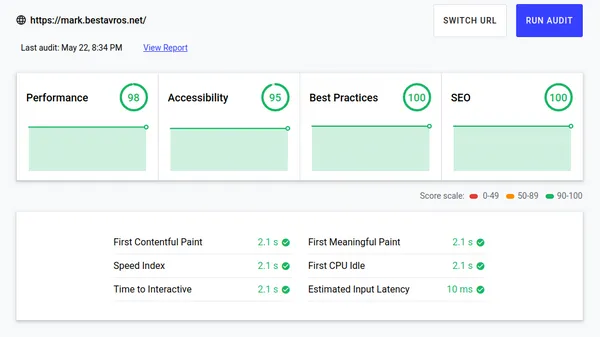 https://mark.bestavros.net/
SWITCH URL
RUN AUDIT
Last audit: May 22, 8:34 PM
View Report
Performance 98
Accessibility 95
Best Practices 100
SEO 100
Score scale: 0-49 50-89 90-100
First Contentful Paint 2.1 s
First Meaningful Paint 2.1 s
Speed Index 2.1 s
First CPU Idle 2.1 s
Time to Interactive 2.1 s
Estimated Input Latency 10 ms